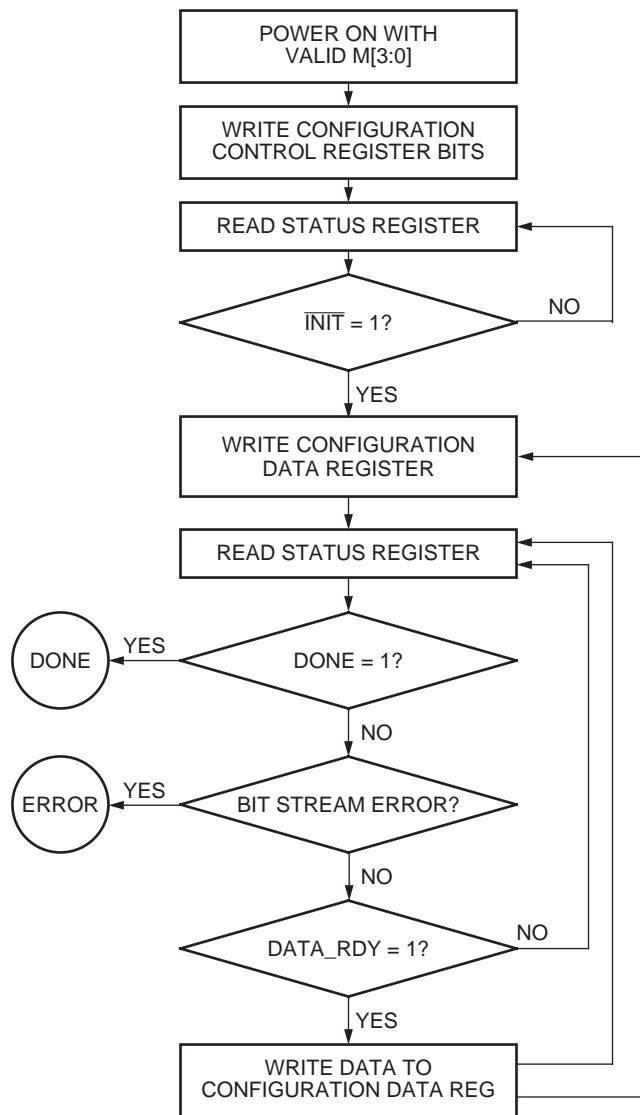 POWER ON WITH
VALID M[3:0]
WRITE CONFIGURATION
CONTROL REGISTER BITS
READ STATUS REGISTER
INIT = 1?
NO
YES
WRITE CONFIGURATION
DATA REGISTER
READ STATUS REGISTER
YES
DONE
DONE = 1?
NO
YES
ERROR
BIT STREAM ERROR?
NO
DATA_RDY = 1?
NO
YES
WRITE DATA TO
CONFIGURATION DATA REG